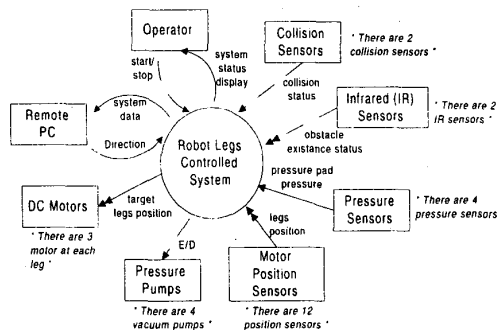 Operator
start/
stop
system
status
display
Collision
Sensors
" There are 2
collision sensors "
collision
status
Infrared (IR)
Sensors
" There are 2
IR sensors "
obstacle
existance status
Remote
PC
system
data
Direction
Robot Legs
Controlled
System
pressure pad
pressure
Pressure
Sensors
" There are 4
pressure sensors
DC Motors
target
legs position
" There are 3
motor at each
leg "
E/D
Pressure
Pumps
" There are 4
vacuum pumps "
legs
position
Motor
Position
Sensors
" There are 12
position sensors "